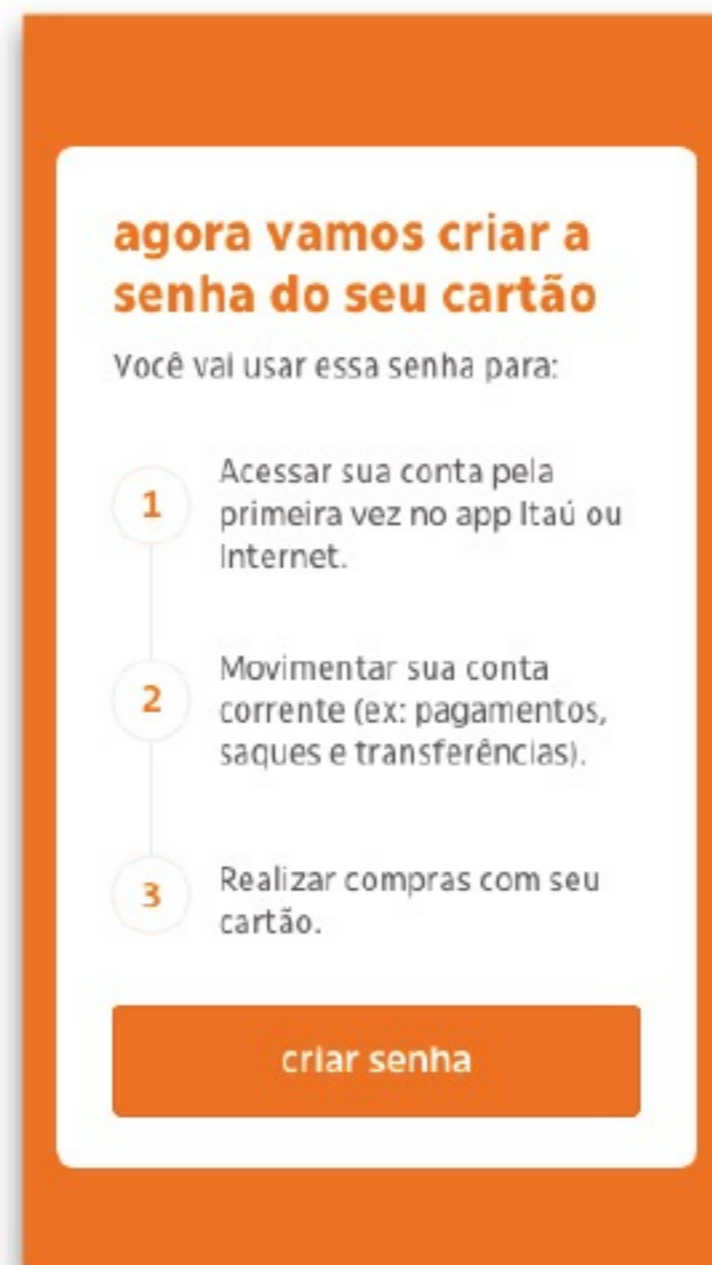 agora vamos criar a
senha do seu cartão
Você vai usar essa senha para:
1
Acessar sua conta pela
primeira vez no app Itaú ou
Internet.
2
Movimentar sua conta
corrente (ex: pagamentos,
saques e transferências).
3
Realizar compras com seu
cartão.
criar senha